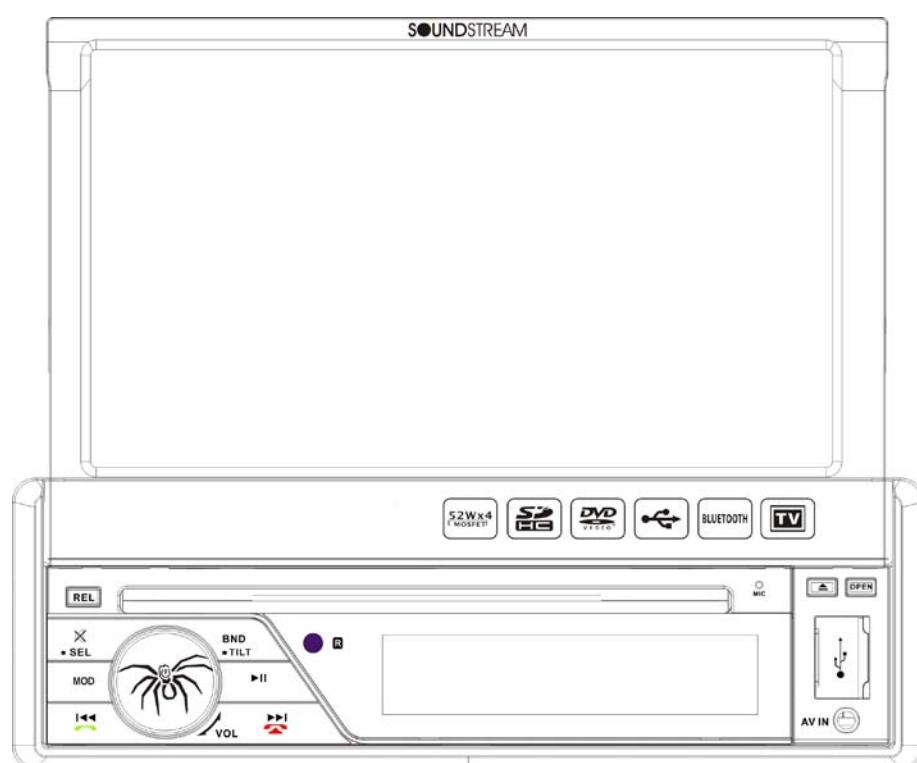 SOUNDSTREAM
52Wx4
MOSFET
SD
HC
DVD
VIDEO
BLUETOOTH
TV
REL
MIC
OPEN
SEL
BND
TILT
R
MOD
VOL
AV IN